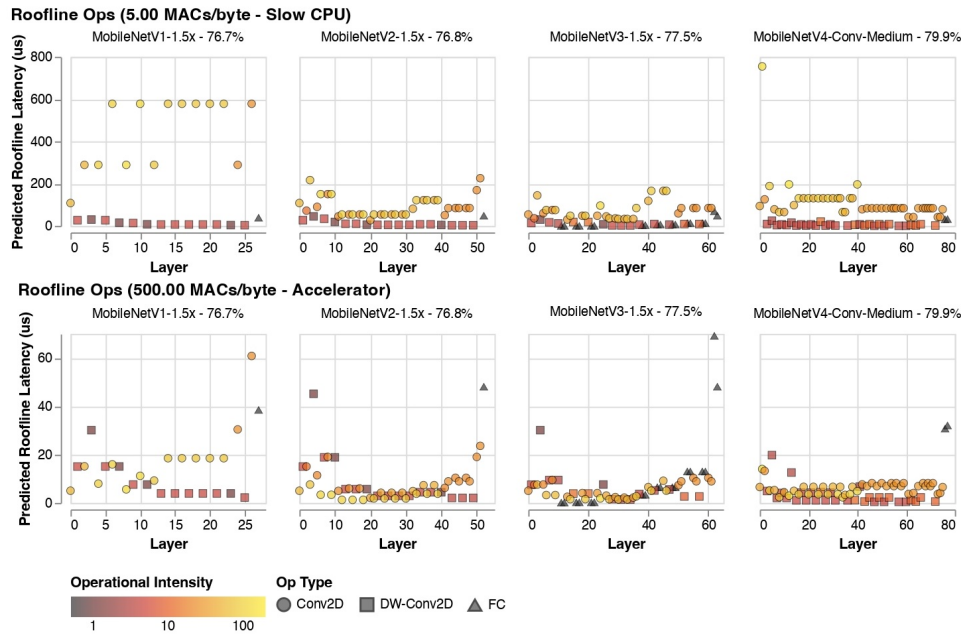 Roofline Ops (5.00 MACs/byte - Slow CPU)
MobileNetV1-1.5x - 76.7%
MobileNetV2-1.5x - 76.8%
MobileNetV3-1.5x - 77.5%
MobileNetV4-Conv-Medium - 79.9%
Predicted Roofline Latency (us)
800
600
400
200
0
0 5 10 15 20 25
0 10 20 30 40 50
0 20 40 60
0 20 40 60 80
Layer
Layer
Layer
Layer
Roofline Ops (500.00 MACs/byte - Accelerator)
MobileNetV1-1.5x - 76.7%
MobileNetV2-1.5x - 76.8%
MobileNetV3-1.5x - 77.5%
MobileNetV4-Conv-Medium - 79.9%
Predicted Roofline Latency (us)
60
40
20
0
0 5 10 15 20 25
0 10 20 30 40 50
0 20 40 60
0 20 40 60 80
Layer
Layer
Layer
Layer
Operational Intensity
1 10 100
Op Type
Conv2D DW-Conv2D FC